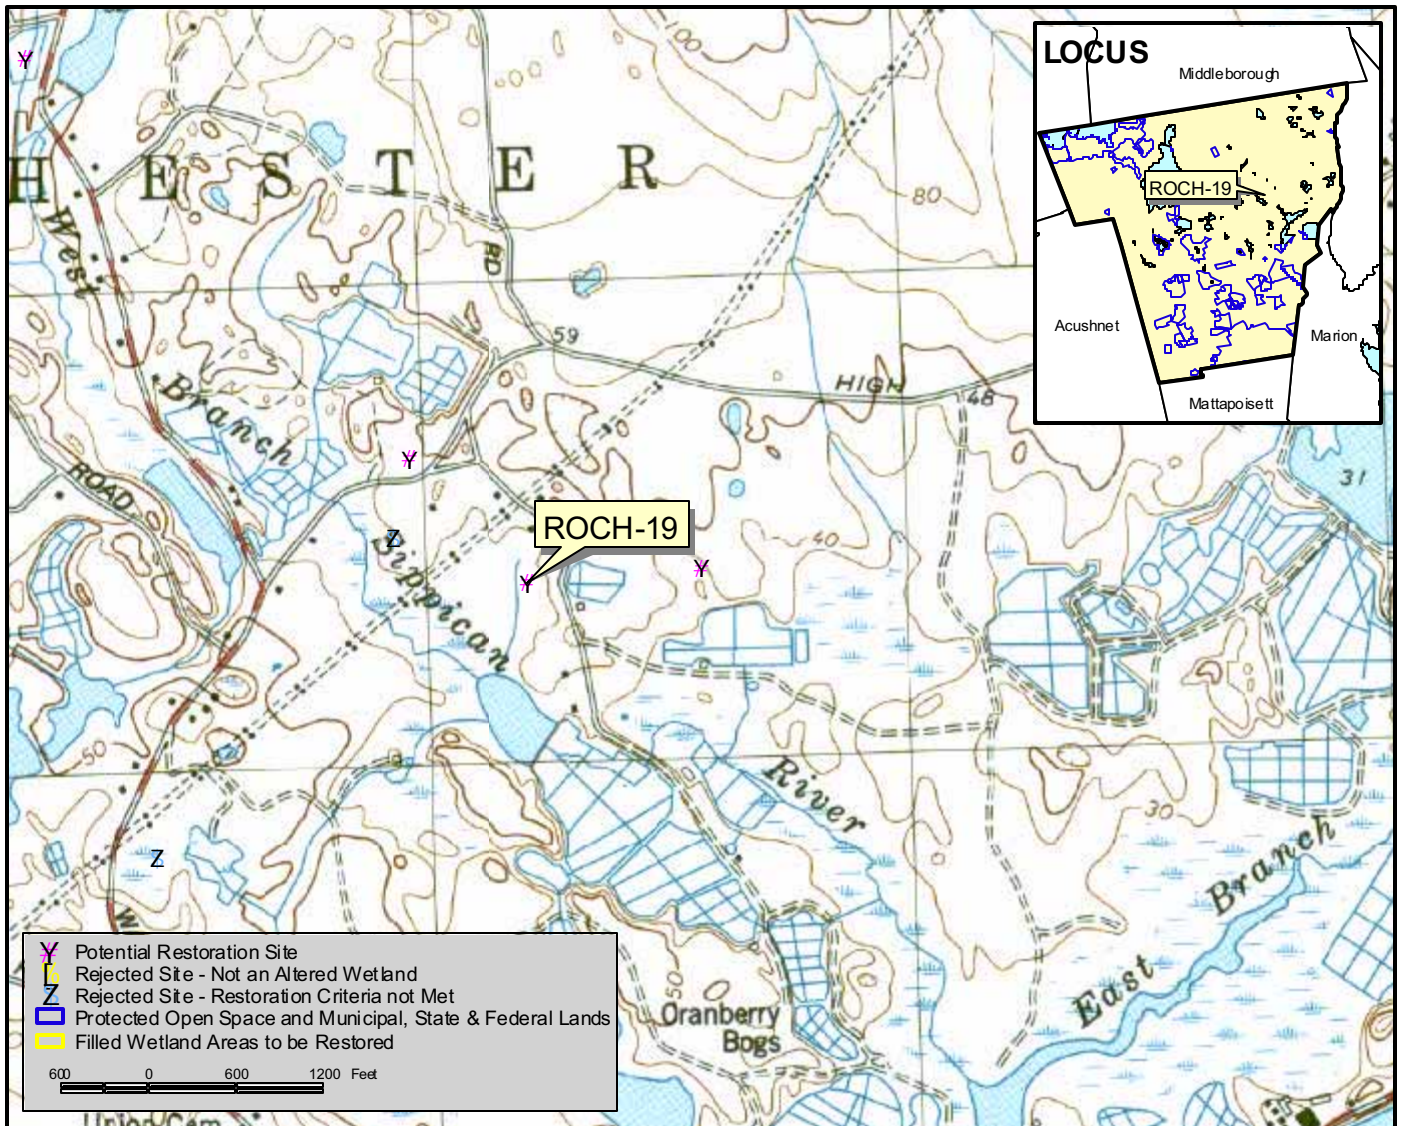 LOCUS
Middleborough
ROCH-19
Acushnet
Marion
Mattapoisett
Y
H E S T E R
West
RD
80
59
HIGH
48
Branch
ROAD
Y
Z
ROCH-19
Y
Y
40
31
Sippican
50
River
30
Branch
Z
East
W
50
Cranberry
Bogs
Y Potential Restoration Site
[ Rejected Site - Not an Altered Wetland
Z Rejected Site - Restoration Criteria not Met
Protected Open Space and Municipal, State & Federal Lands
Filled Wetland Areas to be Restored
600 0 600 1200 Feet
Union Cem